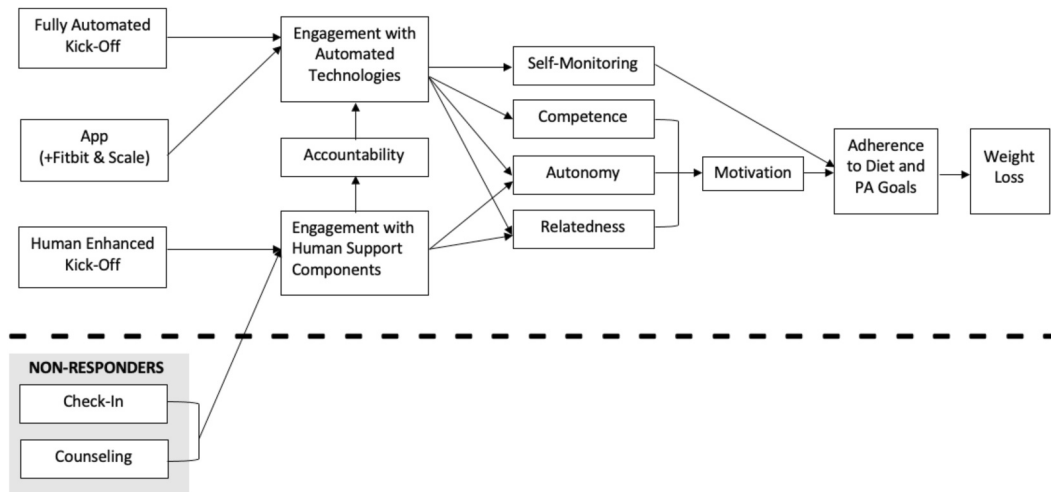 Fully Automated
Kick-Off
App
(+Fitbit & Scale)
Human Enhanced
Kick-Off
Engagement with
Automated
Technologies
Accountability
Engagement with
Human Support
Components
Self-Monitoring
Competence
Autonomy
Relatedness
Motivation
Adherence
to Diet and
PA Goals
Weight
Loss
NON-RESPONDERS
Check-In
Counseling